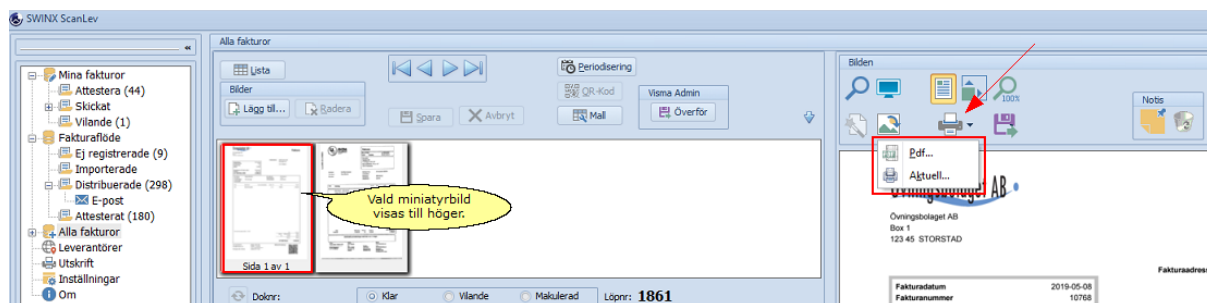 SWINX ScanLev
Mina fakturor
Attestera (44)
Skickat
Vilande (1)
Fakturaflöde
Ej registrerade (9)
Importerade
Distribuerade (298)
E-post
Attesterat (180)
Alla fakturor
Leverantörer
Utskrift
Inställningar
Om
Alla fakturor
Lista
Bilder
Lägg till...
Radera
Spara
Avbryt
Periodisering
QR-Kod
Mall
Visma Admin
Överför
Vald miniatyrbild
visas till höger.
Sida 1 av 1
Doknr:
Klar
Vilande
Makulerad
Löpnr: 1861
Bilden
100%
Notis
Pdf...
Aktuell...
Övningsbolaget AB
Övningsbolaget AB
Box 1
123 45 STORSTAD
Fakturaadress
Fakturadatum 2019-05-08
Fakturanummer 10768